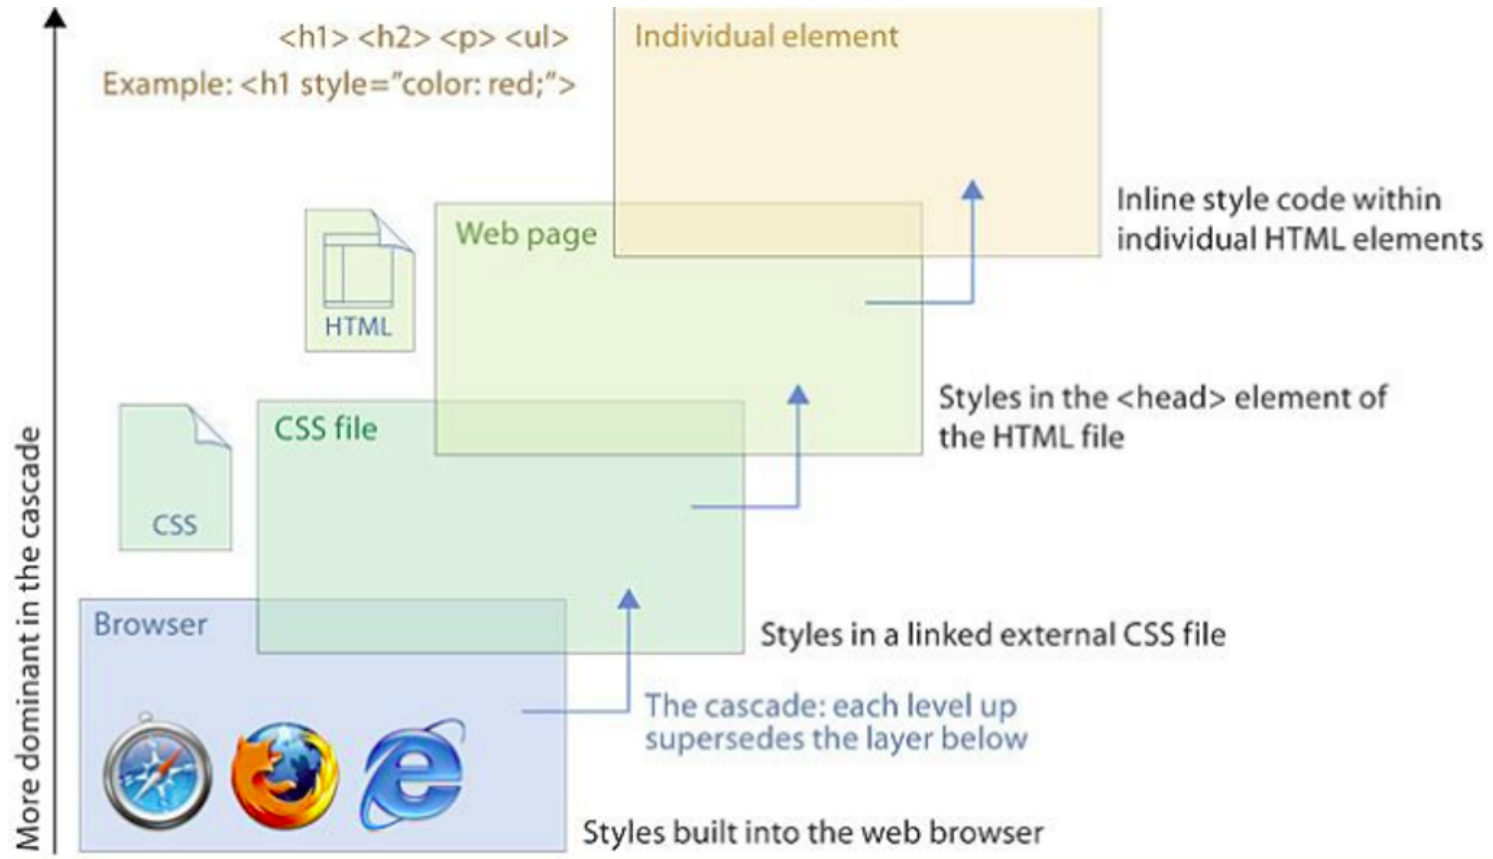 <h1> <h2> <p> <ul>
Example: <h1 style="color: red;”>
Individual element
Inline style code within
individual HTML elements
Web page
HTML
Styles in the <head> element of
the HTML file
CSS file
CSS
Styles in a linked external CSS file
Browser
The cascade: each level up
supersedes the layer below
Styles built into the web browser
More dominant in the cascade